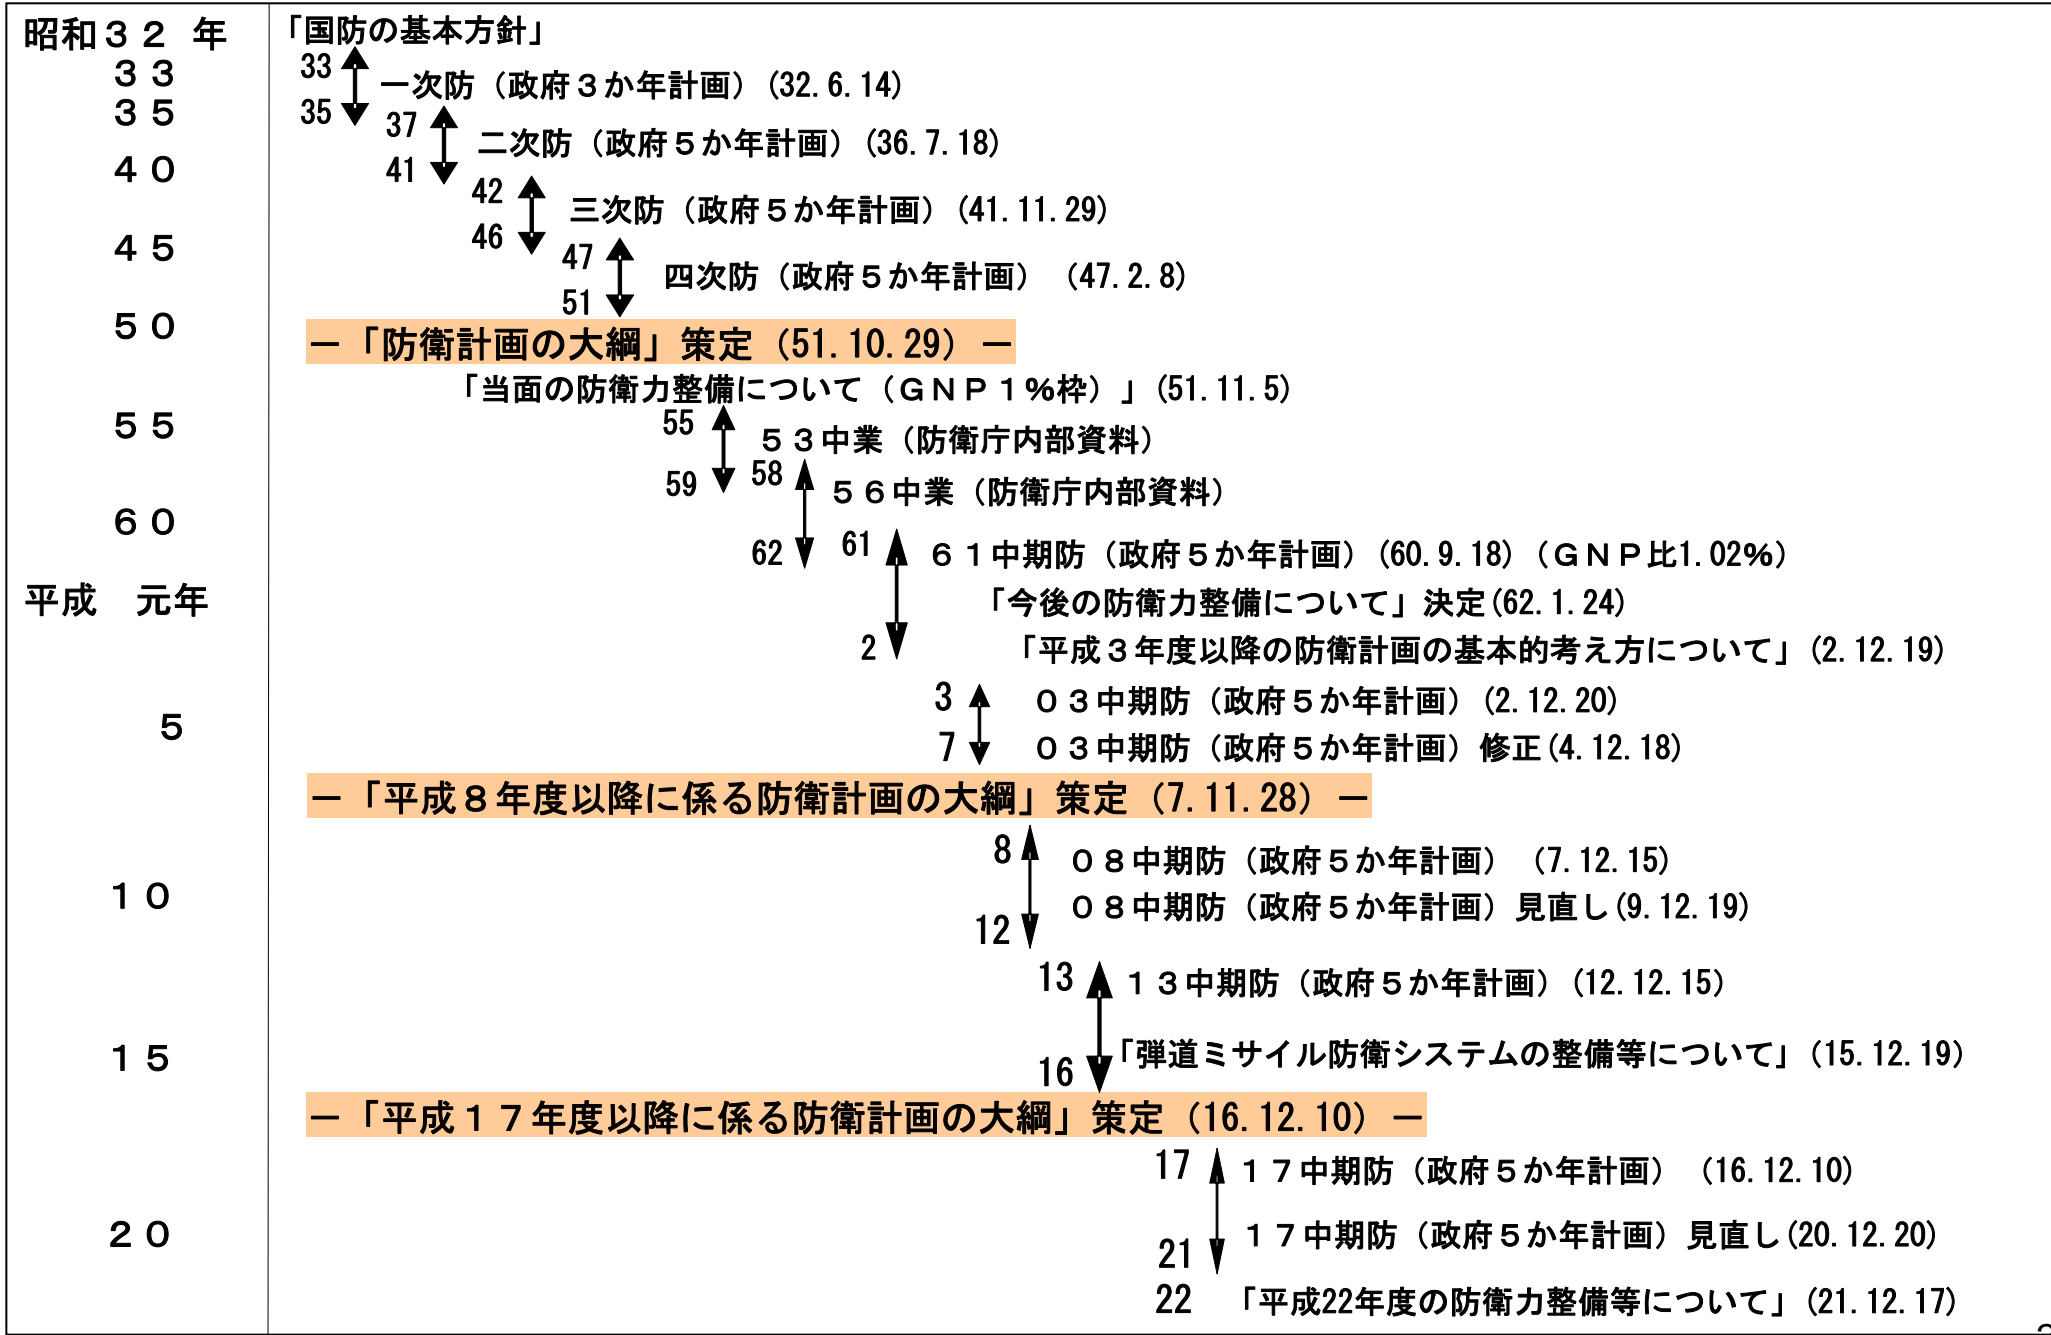 昭和３２ 年
「国防の基本方針」
３３
33
一次防（政府３か年計画）(32.6.14)
３５
35
37
二次防（政府５か年計画）(36.7.18)
４０
41
42
三次防（政府５か年計画）(41.11.29)
４５
46
47
四次防（政府５か年計画） （47.2.8)
51
５０
－「防衛計画の大綱」策定（51.10.29）－
「当面の防衛力整備について（ＧＮＰ１%枠）」(51.11.5)
５５
55
５３中業（防衛庁内部資料）
59
58
５６中業（防衛庁内部資料）
６０
62
61
６１中期防（政府５か年計画）(60.9.18)（ＧＮＰ比1.02%）
平成　元年
「今後の防衛力整備について」決定(62.1.24)
2
「平成３年度以降の防衛計画の基本的考え方について」(2.12.19)
3
０３中期防（政府５か年計画）(2.12.20)
５
7
０３中期防（政府５か年計画）修正(4.12.18)
－「平成８年度以降に係る防衛計画の大綱」策定（7.11.28）－
8
０８中期防（政府５か年計画） （7.12.15)
１０
０８中期防（政府５か年計画）見直し(9.12.19)
12
13
１３中期防（政府５か年計画）(12.12.15)
１５
16
「弾道ミサイル防衛システムの整備等について」(15.12.19)
－「平成１７年度以降に係る防衛計画の大綱」策定（16.12.10）－
17
１７中期防（政府５か年計画） （16.12.10)
２０
１７中期防（政府５か年計画）見直し(20.12.20)
21
22
「平成22年度の防衛力整備等について」(21.12.17)